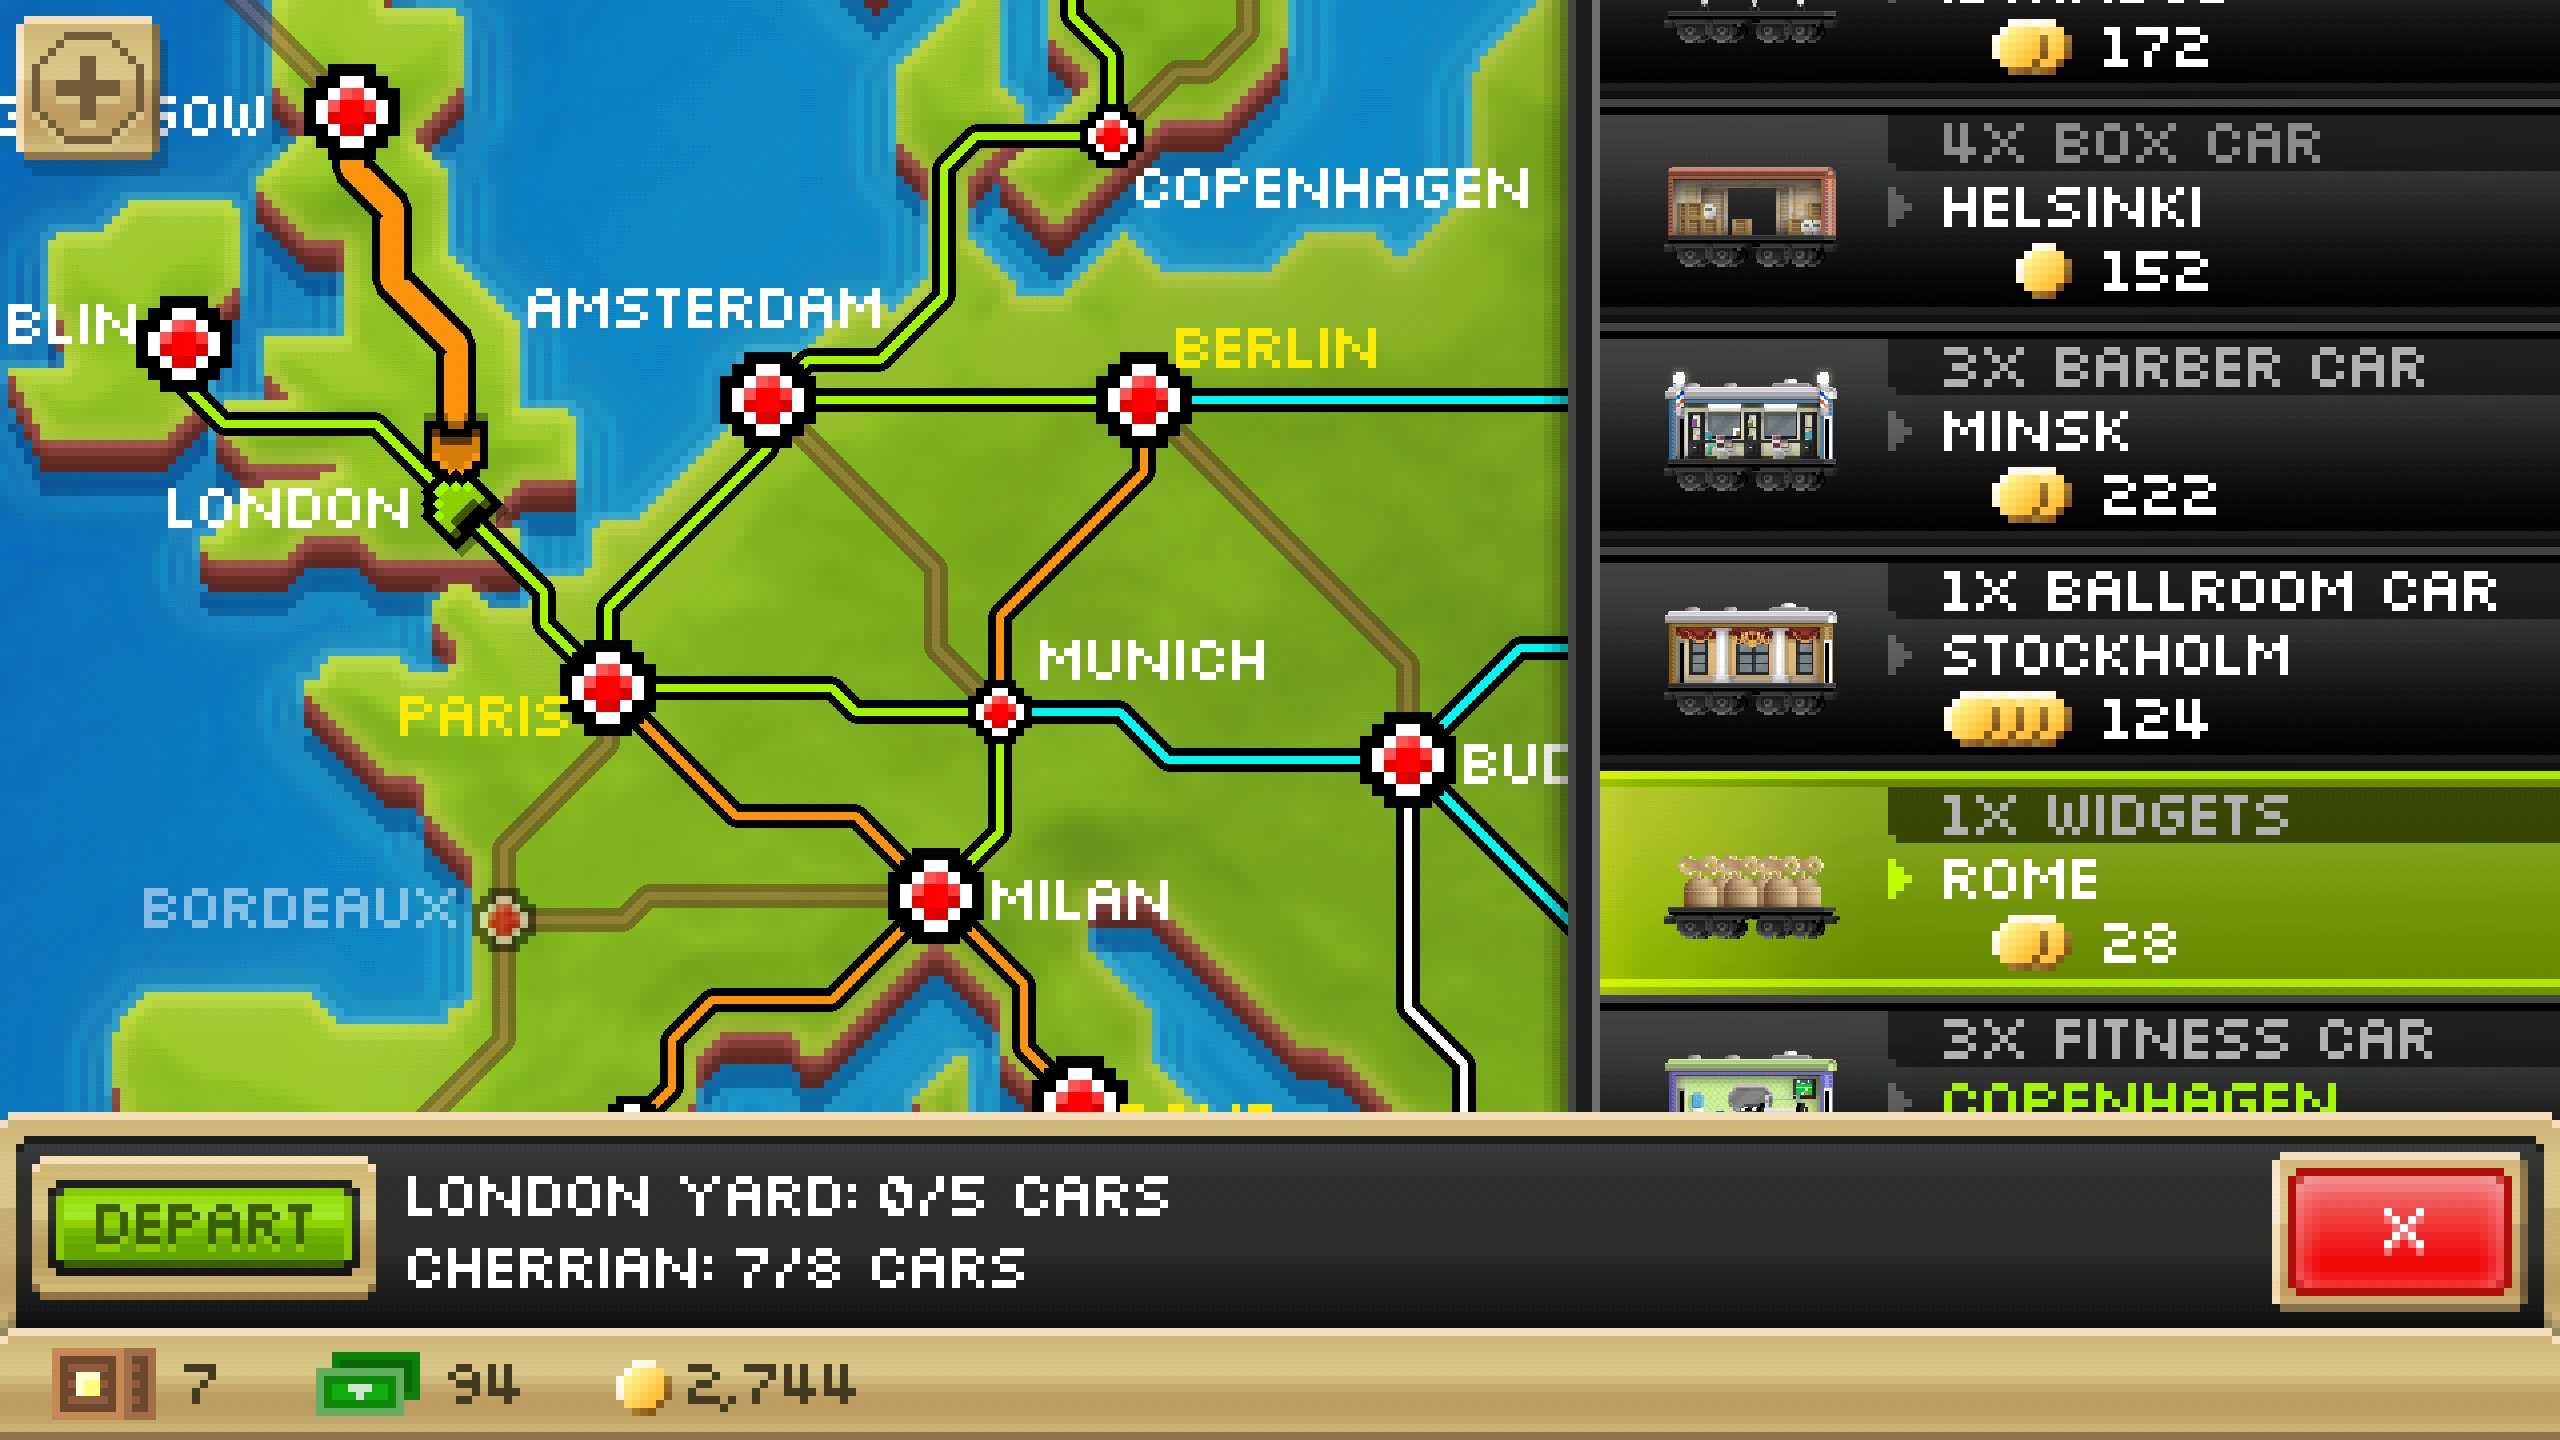 172
SOW
COPENHAGEN
BLIN
AMSTERDAM
BERLIN
LONDON
MUNICH
PARIS
BUD
BORDEAUX
MILAN
4X BOX CAR
HELSINKI
152
3X BARBER CAR
MINSK
222
1X BALLROOM CAR
STOCKHOLM
124
1X WIDGETS
ROME
28
3X FITNESS CAR
COPENHAGEN
DEPART
LONDON YARD: 0/5 CARS
CHERRIAN: 7/8 CARS
X
7
94
2,744